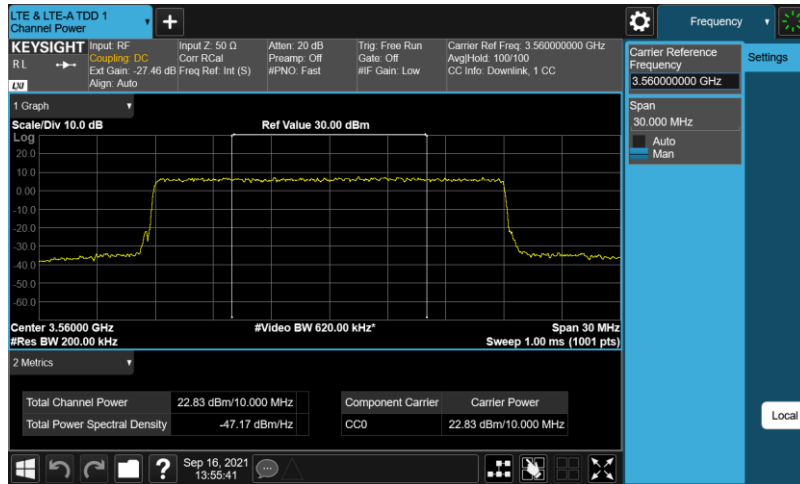 LTE & LTE-A TDD 1
Channel Power
+
Frequency
KEYSIGHT
R L
LXI
Input: RF
Coupling: DC
Ext Gain: -27.46 dB
Align: Auto
Input Z: 50 Ω
Corr RCal
Freq Ref: Int (S)
Atten: 20 dB
Preamp: Off
#PNO: Fast
Trig: Free Run
Gate: Off
#IF Gain: Low
Carrier Ref Freq: 3.560000000 GHz
Avg|Hold: 100/100
CC Info: Downlink, 1 CC
Carrier Reference
Frequency
3.560000000 GHz
Settings
Span
30.000 MHz
Auto
Man
1 Graph
Scale/Div 10.0 dB
Ref Value 30.00 dBm
Log
20.0
10.0
0.00
-10.0
-20.0
-30.0
-40.0
-50.0
-60.0
Center 3.56000 GHz
#Video BW 620.00 kHz*
Span 30 MHz
#Res BW 200.00 kHz
Sweep 1.00 ms (1001 pts)
2 Metrics
Total Channel Power 22.83 dBm/10.000 MHz
Total Power Spectral Density -47.17 dBm/Hz
Component Carrier Carrier Power
CC0 22.83 dBm/10.000 MHz
Local
?
Sep 16, 2021
13:55:41